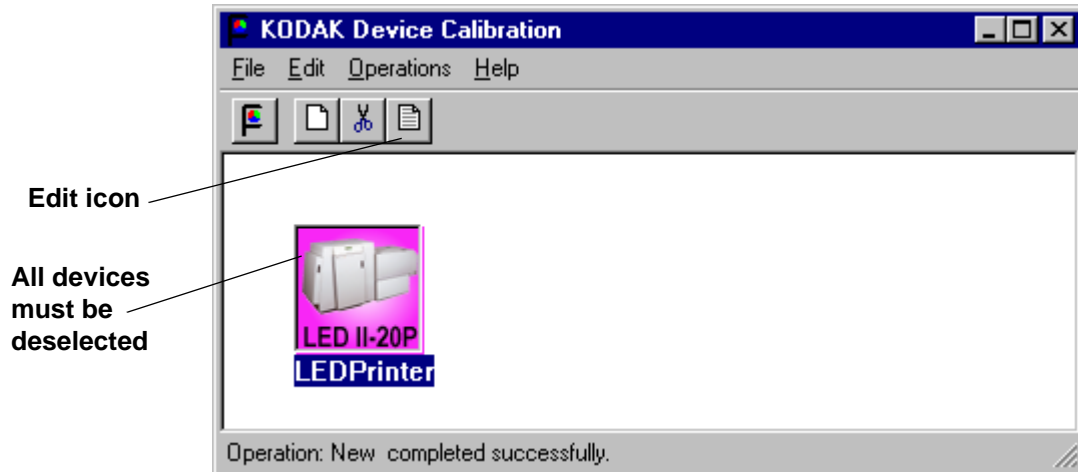 KODAK Device Calibration
File Edit Operations Help
Edit icon
All devices
must be
deselected
LED II-20P
LEDPrinter
Operation: New  completed successfully.